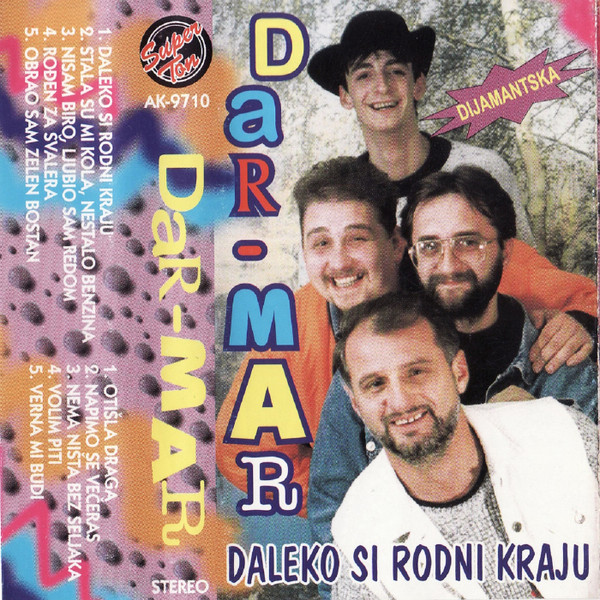 1. DALEKO SI RODNI KRAJU
2. STALA SU MI KOLA, NESTALO BENZINA
3. NISAM BIRO, LJUBIO SAM REDOM
4. ROĐEN ZA ŠVALERA
5. OBRAO SAM ZELEN BOSTAN
1. OTIŠLA DRAGA
2. NAPIMO SE VEČERAS
3. NEMA NIŠTA BEZ SELJAKA
4. VOLIM PITI
5. VERNA MI BUDI
Super
Ton
AK-9710
DaR-MAR
STEREO
DaR-MAR
DIJAMANTSKA
DALEKO SI RODNI KRAJU